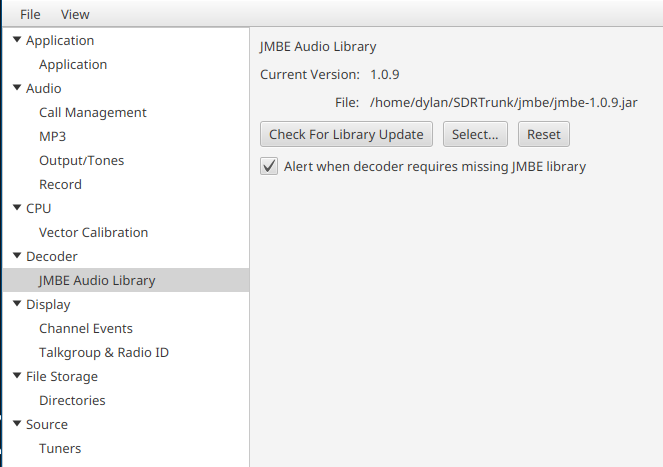 File View
Application
Application
Audio
Call Management
MP3
Output/Tones
Record
CPU
Vector Calibration
Decoder
JMBE Audio Library
Display
Channel Events
Talkgroup & Radio ID
File Storage
Directories
Source
Tuners
JMBE Audio Library
Current Version: 1.0.9
File: /home/dylan/SDRTrunk/jmbe/jmbe-1.0.9.jar
Check For Library Update Select... Reset
Alert when decoder requires missing JMBE library